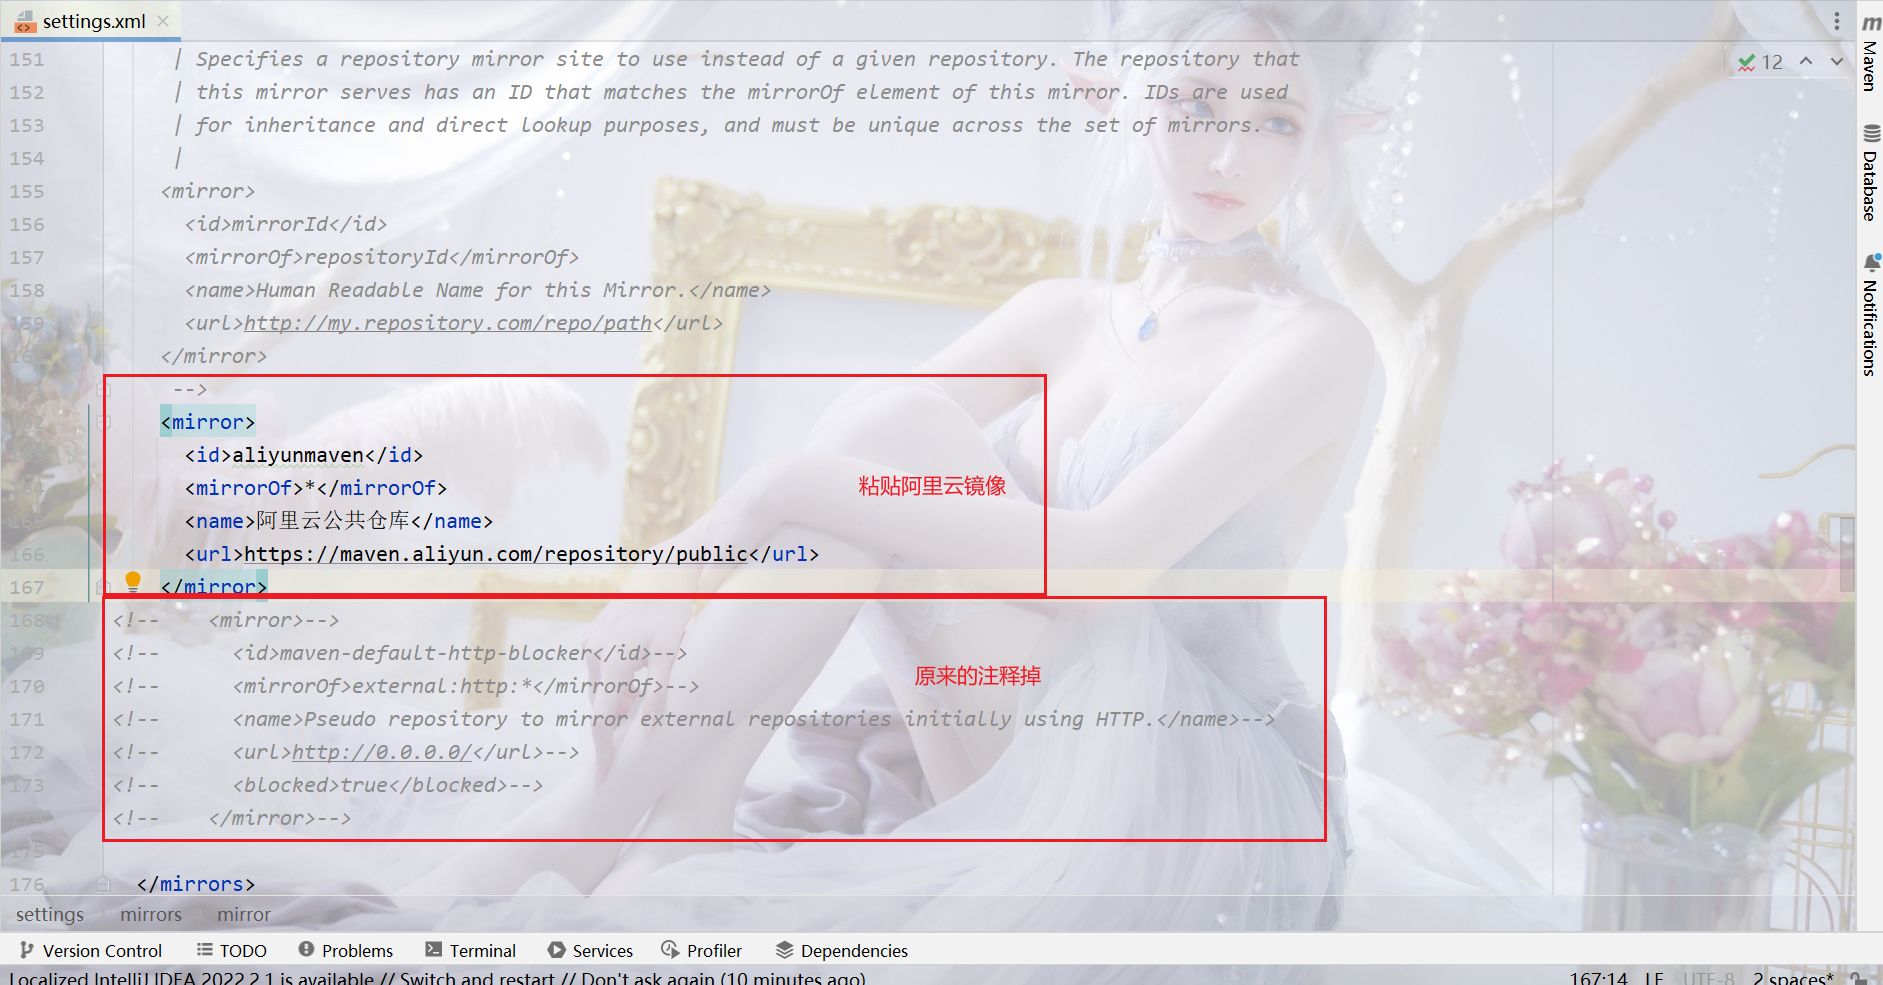 settings.xml
151 | Specifies a repository mirror site to use instead of a given repository. The repository that
12
152 | this mirror serves has an ID that matches the mirrorOf element of this mirror. IDs are used
153 | for inheritance and direct lookup purposes, and must be unique across the set of mirrors.
154 |
155 <mirror>
156 <id>mirrorId</id>
157 <mirrorOf>repositoryId</mirrorOf>
158 <name>Human Readable Name for this Mirror.</name>
159 <url>http://my.repository.com/repo/path</url>
</mirror>
-->
<mirror>
<id>aliyunmaven</id>
<mirrorOf>*</mirrorOf>
粘贴阿里云镜像
165 <name>阿里云公共仓库</name>
166 <url>https://maven.aliyun.com/repository/public</url>
167 </mirror>
168 <!-- <mirror>-->
169 <!-- <id>maven-default-http-blocker</id>-->
原来的注释掉
170 <!-- <mirrorOf>external:http:*</mirrorOf>-->
171 <!-- <name>Pseudo repository to mirror external repositories initially using HTTP.</name>-->
172 <!-- <url>http://0.0.0.0/</url>-->
173 <!-- <blocked>true</blocked>-->
<!-- </mirror>-->
175
176 </mirrors>
settings mirrors mirror
Version Control TODO Problems Terminal Services Profiler Dependencies
Localized IntelliJ IDEA 2022.2.1 is available // Switch and restart // Don't ask again (10 minutes ago) 167:14 LF UTF-8 2 spaces*
m
Maven
Database
Notifications